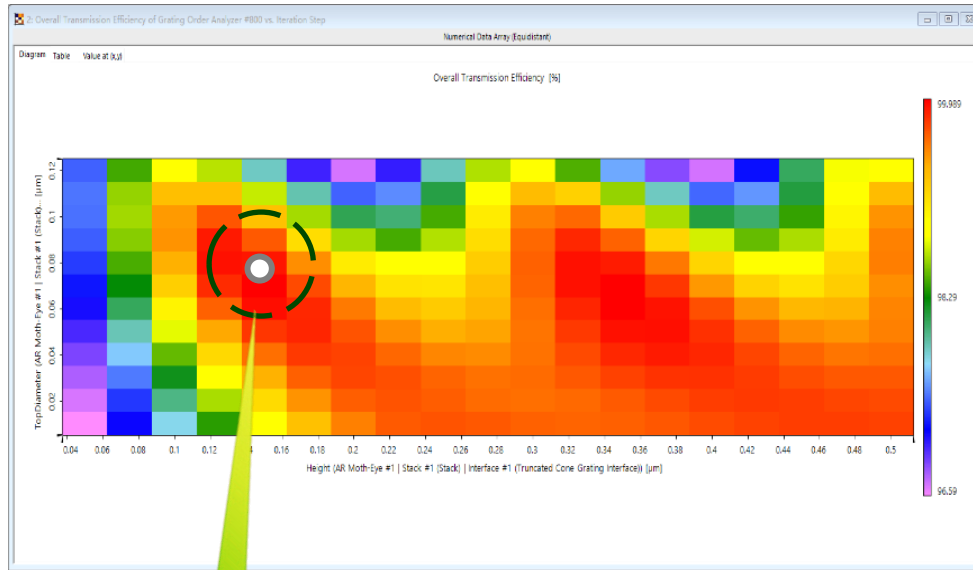 2: Overall Transmission Efficiency of Grating Order Analyzer #800 vs. Iteration Step
Numerical Data Array (Equidistant)
Diagram Table Value at (x,y)
Overall Transmission Efficiency [%]
99.989
98.29
96.59
TopDiameter (AR Moth-Eye #1 | Stack #1 (Stack)... [µm]
0.12
0.1
0.08
0.06
0.04
0.02
0.04 0.06 0.08 0.1 0.12 0.14 0.16 0.18 0.2 0.22 0.24 0.26 0.28 0.3 0.32 0.34 0.36 0.38 0.4 0.42 0.44 0.46 0.48 0.5
Height (AR Moth-Eye #1 | Stack #1 (Stack) | Interface #1 (Truncated Cone Grating Interface)) [µm]